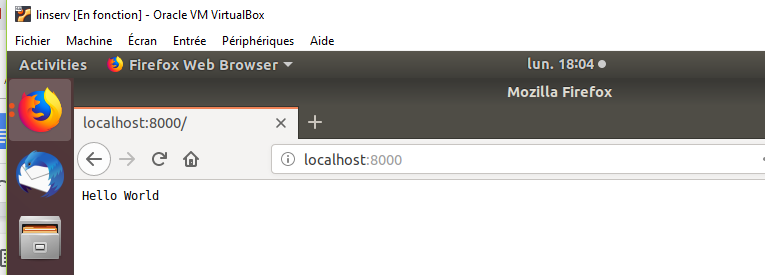 linserv [En fonction] - Oracle VM VirtualBox
Fichier Machine Écran Entrée Périphériques Aide
Activities Firefox Web Browser lun. 18:04
Mozilla Firefox
localhost:8000/
localhost:8000
Hello World